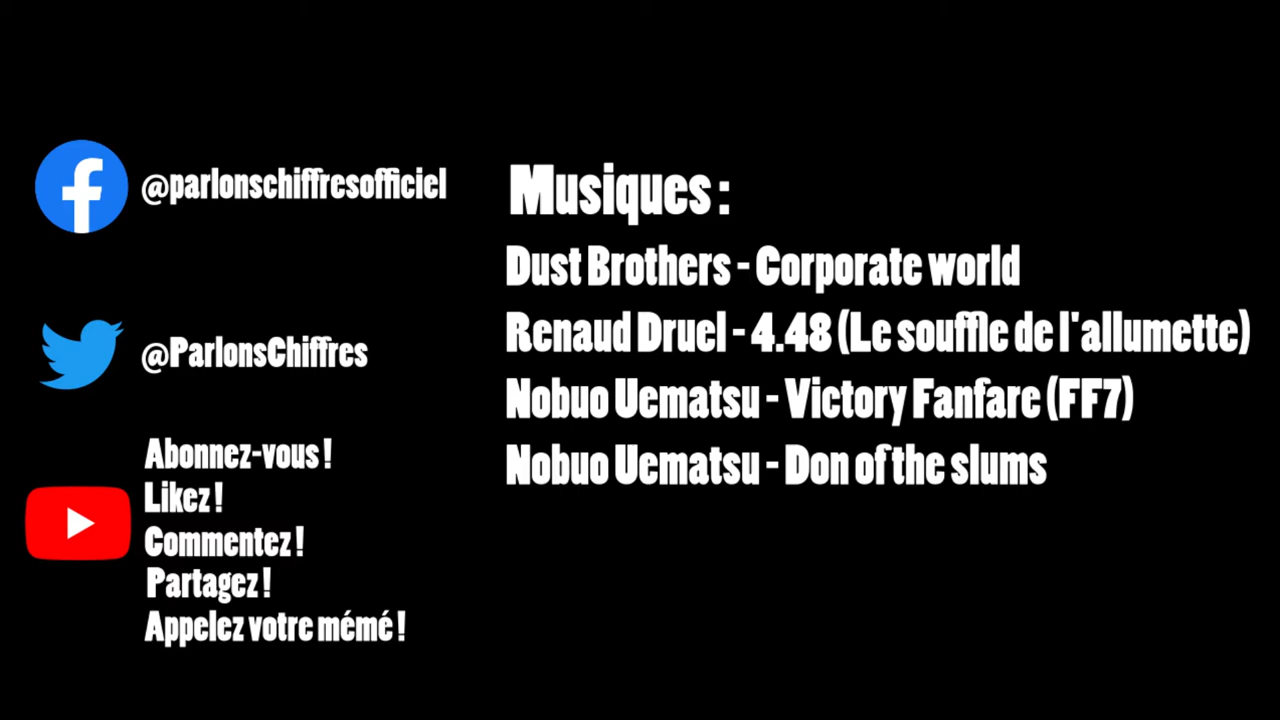 @parlonschiffresofficiel
@ParlonsChiffres
Abonnez-vous !
Likez !
Commentez !
Partagez !
Appelez votre mémé !
Musiques :
Dust Brothers - Corporate world
Renaud Druel - 4.48 (Le souffle de l'allumette)
Nobuo Uematsu - Victory Fanfare (FF7)
Nobuo Uematsu - Don of the slums